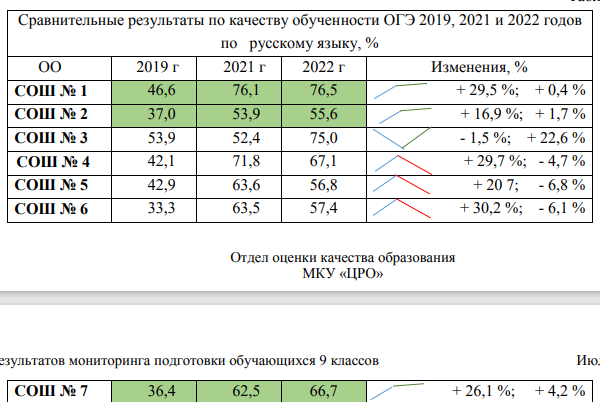 Сравнительные результаты по качеству обученности ОГЭ 2019, 2021 и 2022 годов
по русскому языку, %
ОО 2019 г 2021 г 2022 г Изменения, %
СОШ № 1 46,6 76,1 76,5 + 29,5 %; + 0,4 %
СОШ № 2 37,0 53,9 55,6 + 16,9 %; + 1,7 %
СОШ № 3 53,9 52,4 75,0 - 1,5 %; + 22,6 %
СОШ № 4 42,1 71,8 67,1 + 29,7 %; - 4,7 %
СОШ № 5 42,9 63,6 56,8 + 20 7; - 6,8 %
СОШ № 6 33,3 63,5 57,4 + 30,2 %; - 6,1 %
Отдел оценки качества образования
МКУ «ЦРО»
результатов мониторинга подготовки обучающихся 9 классов
СОШ № 7 36,4 62,5 66,7 + 26,1 %; + 4,2 %